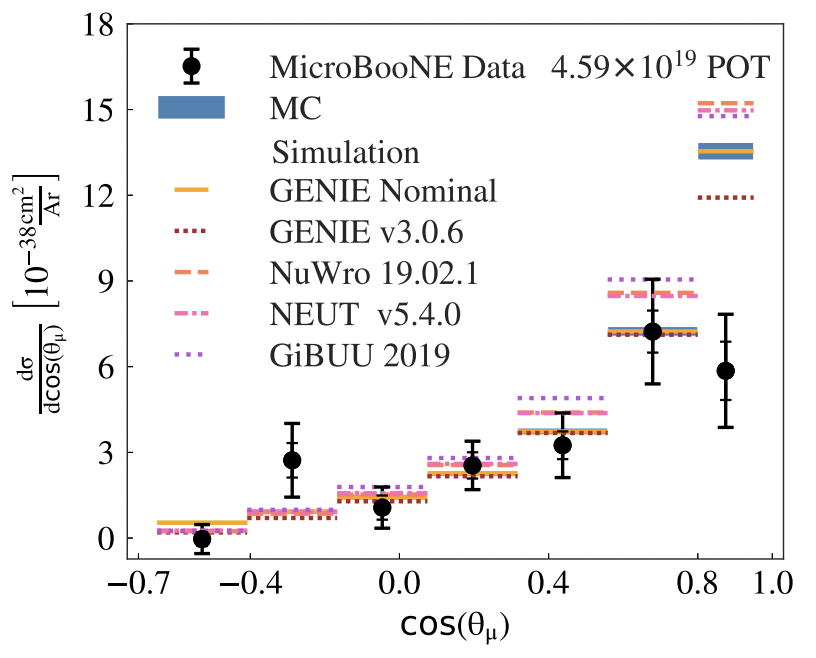 18
15
12
9
6
3
0
dσ/dcos(θμ) [10⁻³⁸ cm²/Ar]
MicroBooNE Data 4.59×10¹⁹ POT
MC
Simulation
GENIE Nominal
GENIE v3.0.6
NuWro 19.02.1
NEUT v5.4.0
GiBUU 2019
−0.7 −0.4 0.0 0.4 0.8 1.0
cos(θμ)